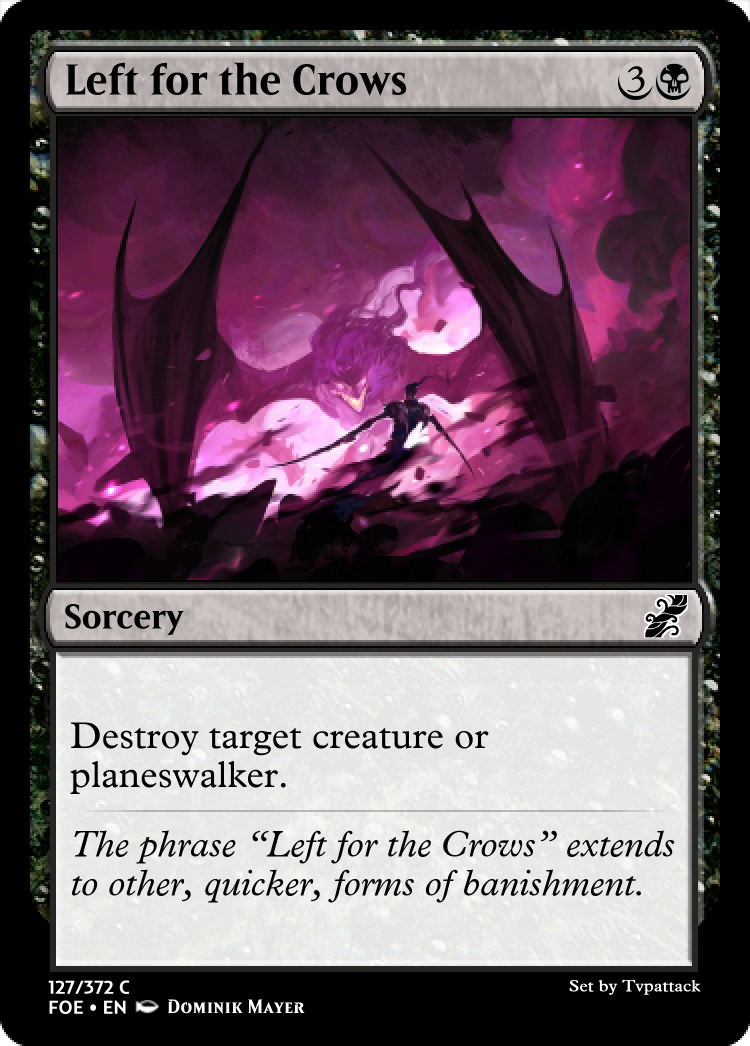 Left for the Crows 3
Sorcery
Destroy target creature or
planeswalker.
The phrase “Left for the Crows” extends
to other, quicker, forms of banishment.
127/372 C
Set by Tvpattack
FOE • EN DOMINIK MAYER